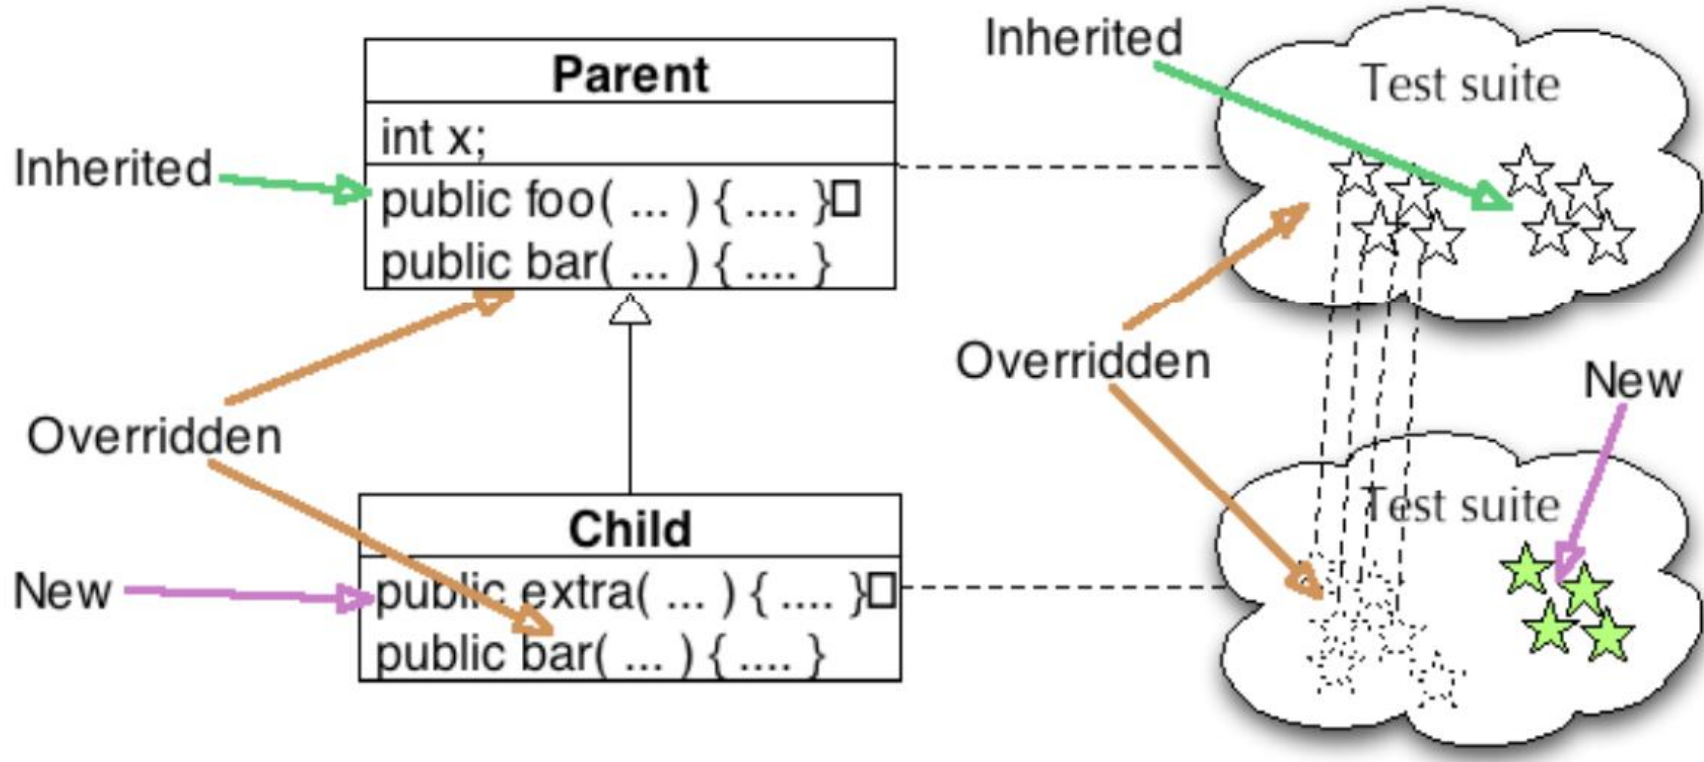 Inherited
Parent
Test suite
int x;
Inherited
public foo( ... ) { .... }□
public bar( ... ) { .... }
Overridden
New
Overridden
Child
Test suite
New
public extra( ... ) { .... }□
public bar( ... ) { .... }